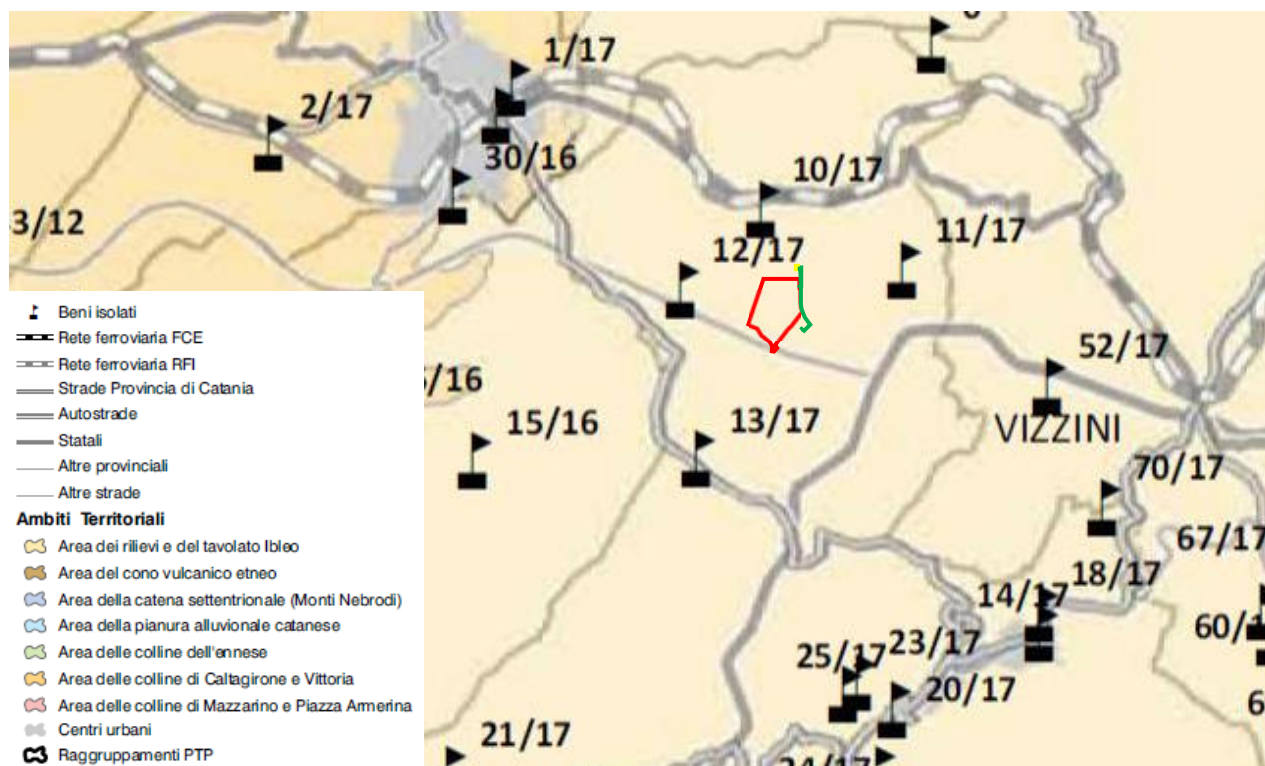 1/17
2/17
30/16
10/17
3/12
12/17
11/17
52/17
VIZZINI
15/16
13/17
70/17
67/17
18/17
14/17
23/17
25/17
20/17
21/17
Beni isolati
Rete ferroviaria FCE
Rete ferroviaria RFI
Strade Provincia di Catania
Autostrade
Statali
Altre provinciali
Altre strade
Ambiti Territoriali
Area dei rilievi e del tavolato Ibleo
Area del cono vulcanico etneo
Area della catena settentrionale (Monti Nebrodi)
Area della pianura alluvionale catanese
Area delle colline dell'ennese
Area delle colline di Caltagirone e Vittoria
Area delle colline di Mazzarino e Piazza Armerina
Centri urbani
Raggruppamenti PTP